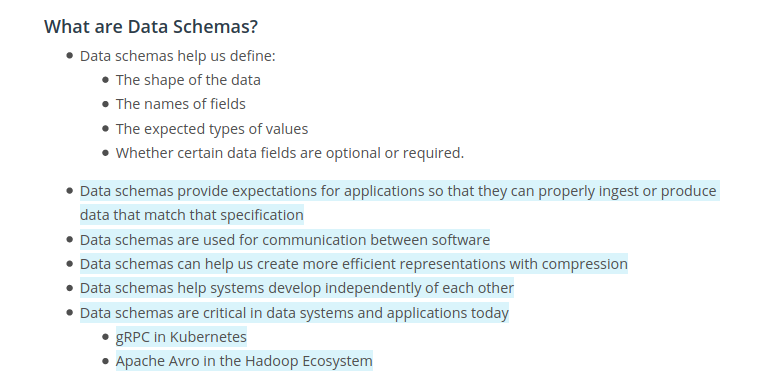 What are Data Schemas?
Data schemas help us define:
The shape of the data
The names of fields
The expected types of values
Whether certain data fields are optional or required.
Data schemas provide expectations for applications so that they can properly ingest or produce
data that match that specification
Data schemas are used for communication between software
Data schemas can help us create more efficient representations with compression
Data schemas help systems develop independently of each other
Data schemas are critical in data systems and applications today
gRPC in Kubernetes
Apache Avro in the Hadoop Ecosystem